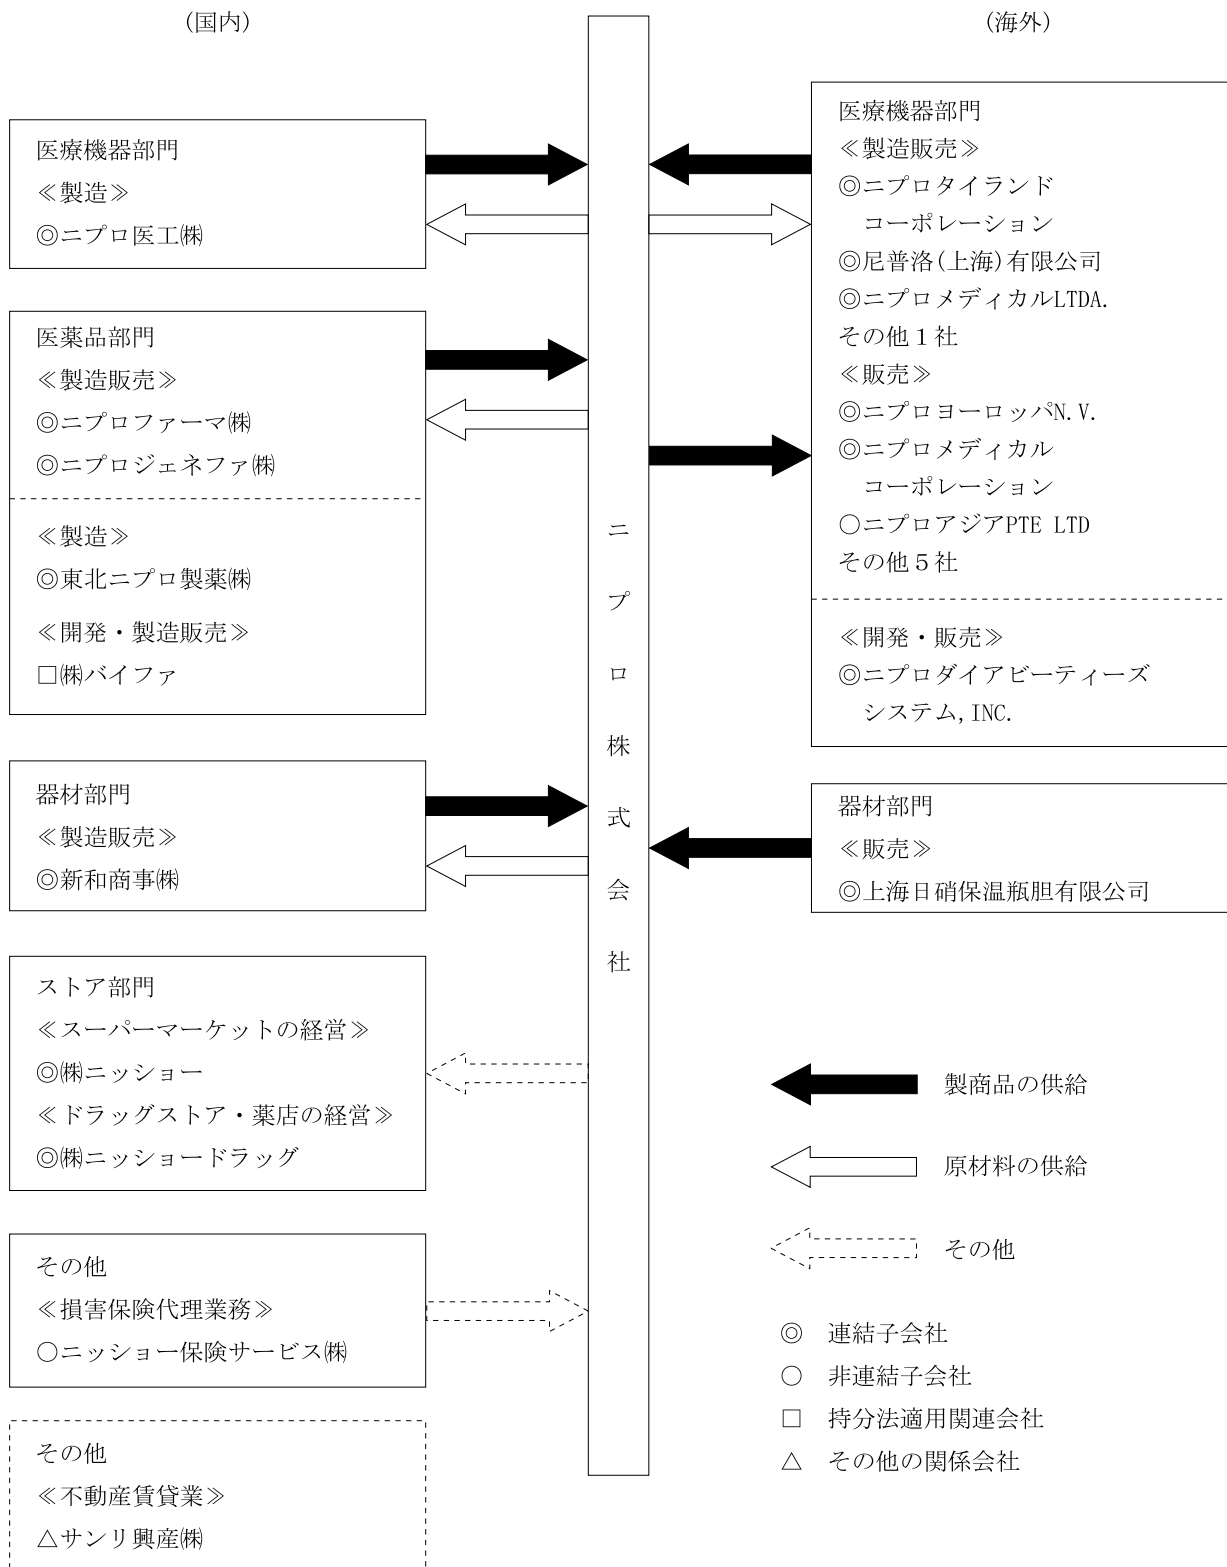 (国内)
医療機器部門
≪製造≫
◎ニプロ医工㈱
医薬品部門
≪製造販売≫
◎ニプロファーマ㈱
◎ニプロジェネファ㈱
≪製造≫
◎東北ニプロ製薬㈱
≪開発・製造販売≫
□㈱バイファ
器材部門
≪製造販売≫
◎新和商事㈱
ストア部門
≪スーパーマーケットの経営≫
◎㈱ニッショー
≪ドラッグストア・薬店の経営≫
◎㈱ニッショードラッグ
その他
≪損害保険代理業務≫
○ニッショー保険サービス㈱
その他
≪不動産賃貸業≫
△サンリ興産㈱
ニプロ株式会社
(海外)
医療機器部門
≪製造販売≫
◎ニプロタイランド
コーポレーション
◎尼普洛(上海)有限公司
◎ニプロメディカルLTDA.
その他1社
≪販売≫
◎ニプロヨーロッパN.V.
◎ニプロメディカル
コーポレーション
○ニプロアジアPTE LTD
その他5社
≪開発・販売≫
◎ニプロダイアビーティーズ
システム,INC.
器材部門
≪販売≫
◎上海日硝保温瓶胆有限公司
製商品の供給
原材料の供給
その他
◎ 連結子会社
○ 非連結子会社
□ 持分法適用関連会社
△ その他の関係会社